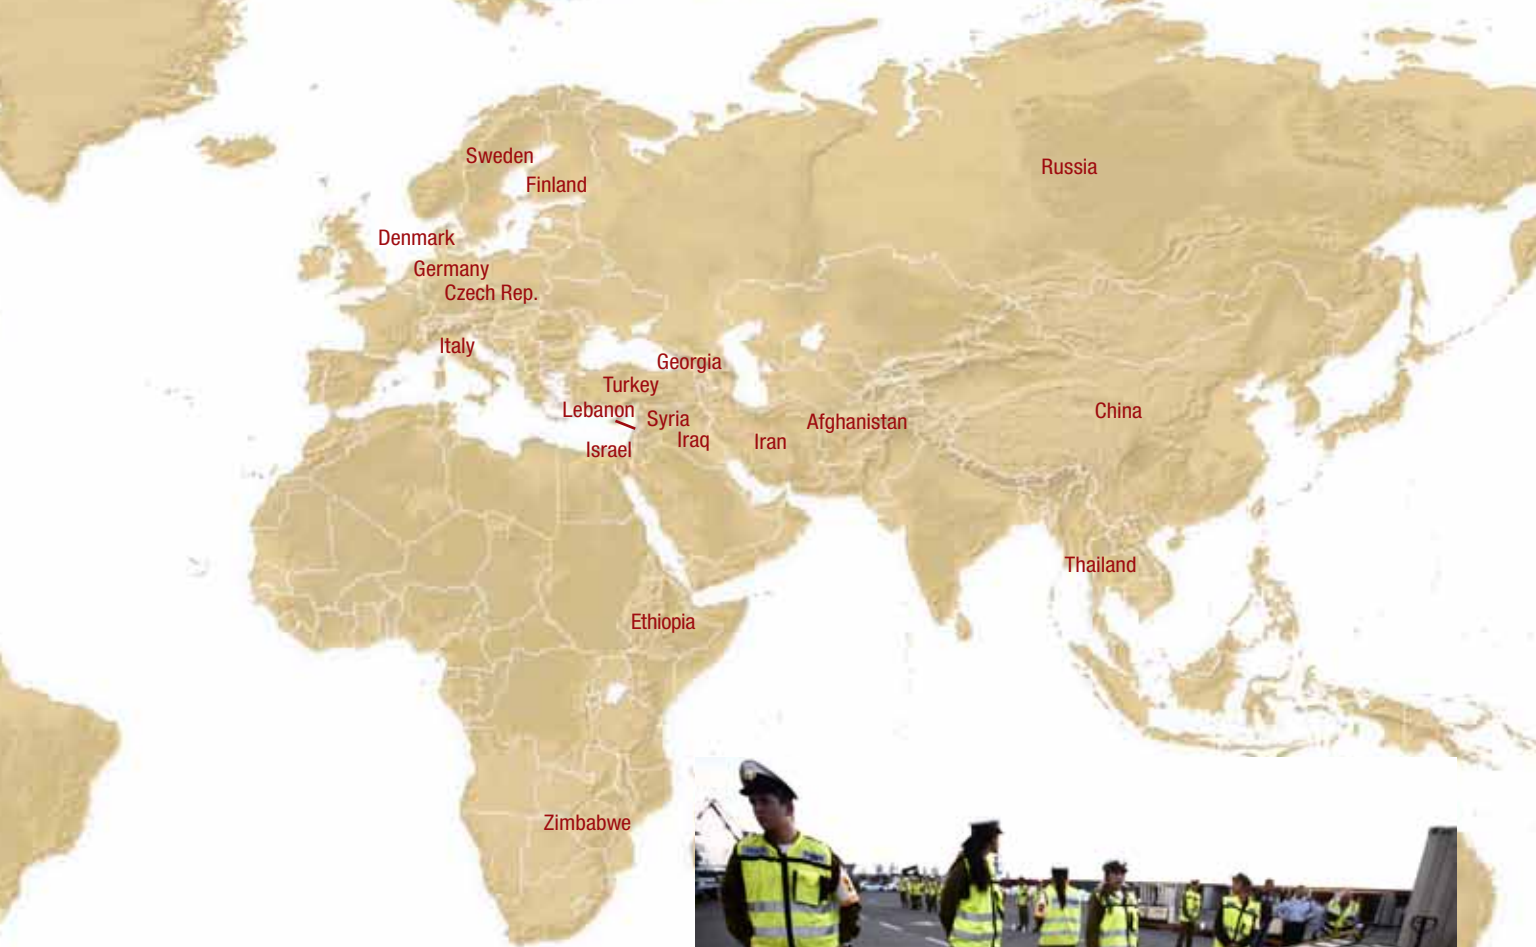 Sweden
Russia
Finland
Denmark
Germany
Czech Rep.
Italy
Georgia
Turkey
Lebanon
Syria
Afghanistan
China
Iraq
Iran
Israel
Thailand
Ethiopia
Zimbabwe